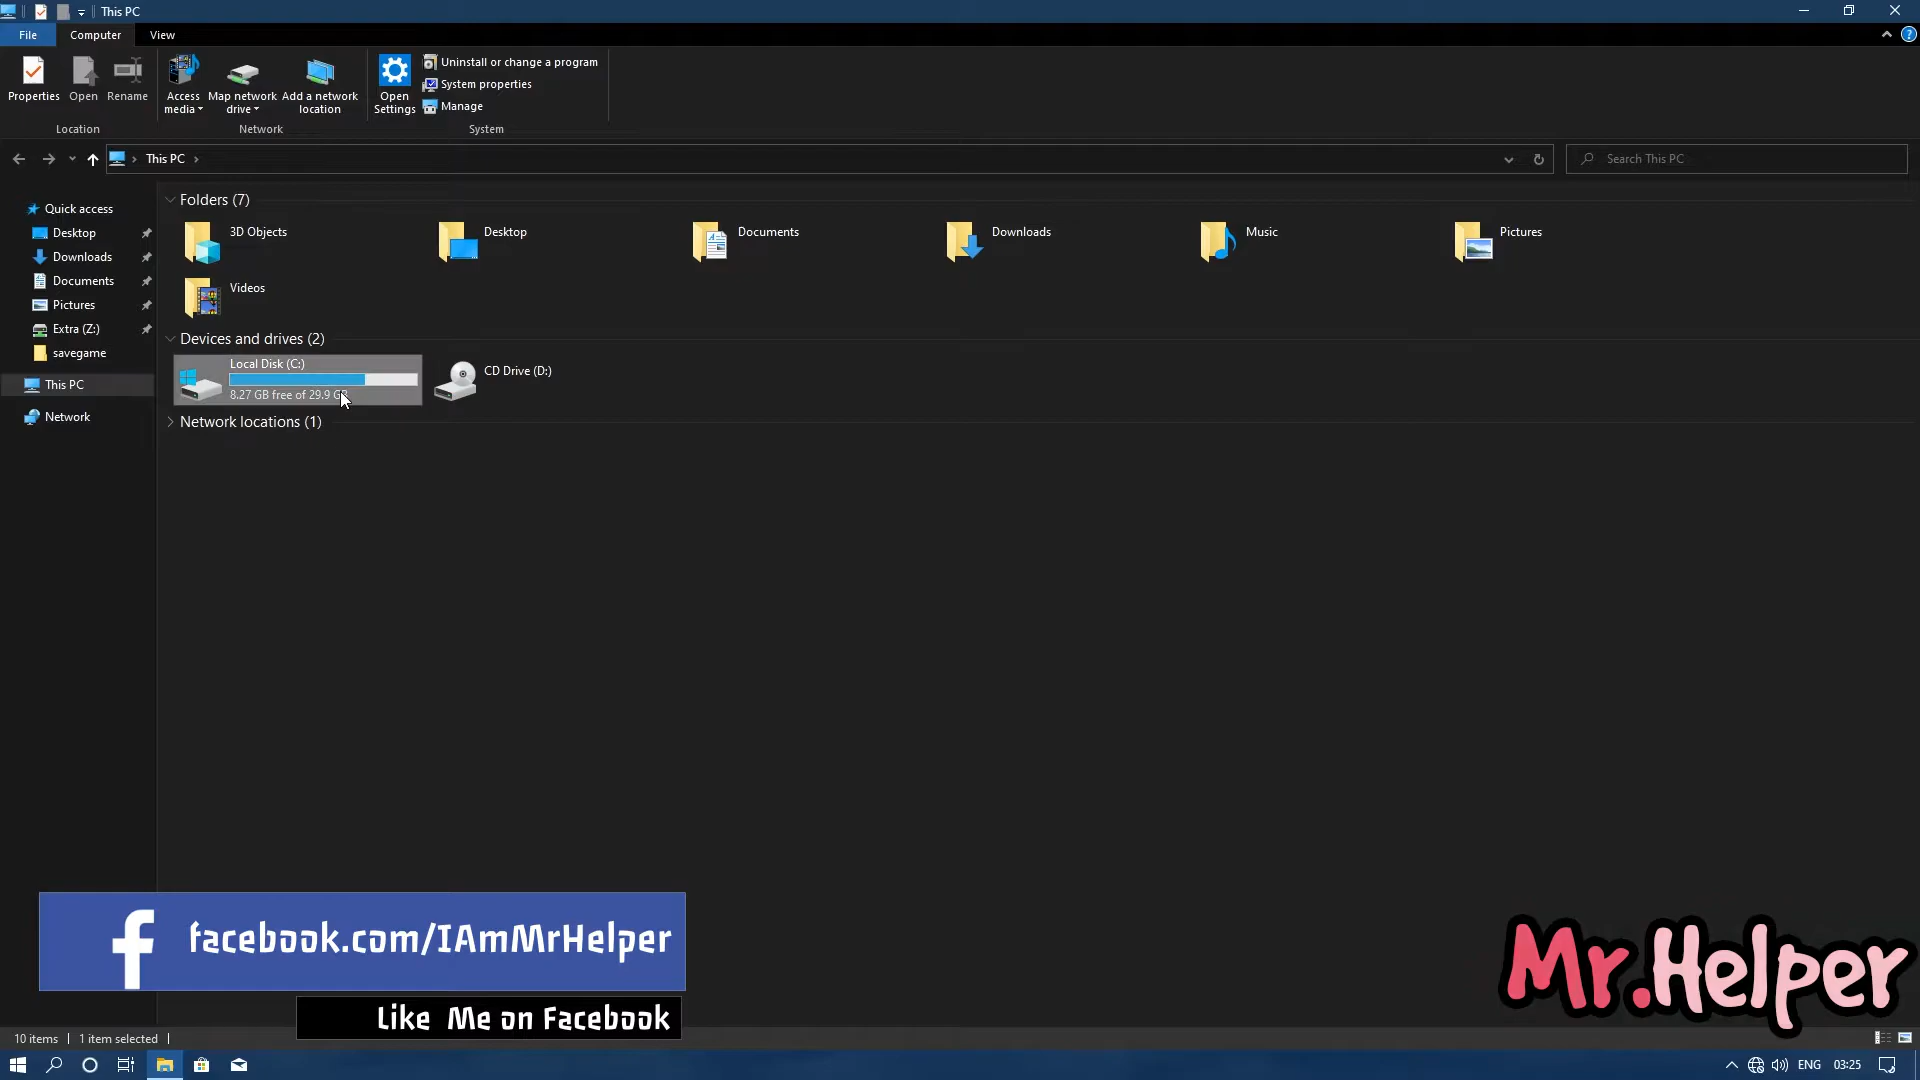 This PC
File Computer View
Properties Open Rename
Access media
Map network drive
Add a network location
Open Settings
Uninstall or change a program
System properties
Manage
Location Network System
This PC
Search This PC
Quick access
Desktop
Downloads
Documents
Pictures
Extra (Z:)
savegame
This PC
Network
Folders (7)
3D Objects Desktop Documents Downloads Music Pictures
Videos
Devices and drives (2)
Local Disk (C:)
8.27 GB free of 29.9 GB
CD Drive (D:)
Network locations (1)
facebook.com/IAmMrHelper
Like Me on Facebook
Mr.Helper
10 items 1 item selected
ENG 03:25